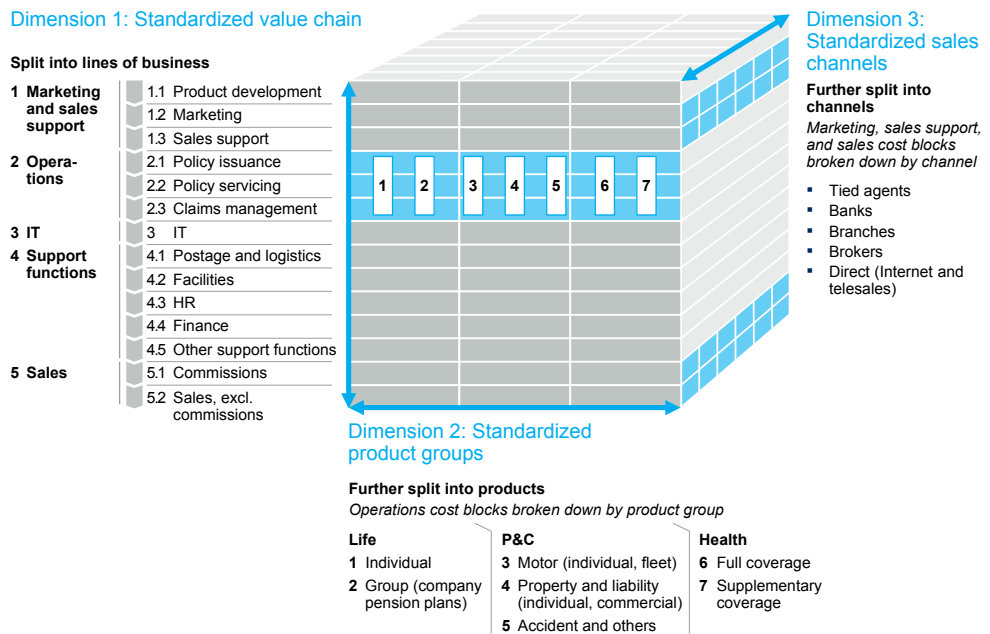 Dimension 1: Standardized value chain
Split into lines of business
1 Marketing
and sales
support
1.1 Product development
1.2 Marketing
1.3 Sales support
2 Opera-
tions
2.1 Policy issuance
2.2 Policy servicing
2.3 Claims management
3 IT
3 IT
4 Support
functions
4.1 Postage and logistics
4.2 Facilities
4.3 HR
4.4 Finance
4.5 Other support functions
5 Sales
5.1 Commissions
5.2 Sales, excl.
commissions
1 2 3 4 5 6 7
Dimension 3:
Standardized sales
channels
Further split into
channels
Marketing, sales support,
and sales cost blocks
broken down by channel
▪ Tied agents
▪ Banks
▪ Branches
▪ Brokers
▪ Direct (Internet and
telesales)
Dimension 2: Standardized
product groups
Further split into products
Operations cost blocks broken down by product group
Life
1 Individual
2 Group (company
pension plans)
P&C
3 Motor (individual, fleet)
4 Property and liability
(individual, commercial)
5 Accident and others
Health
6 Full coverage
7 Supplementary
coverage